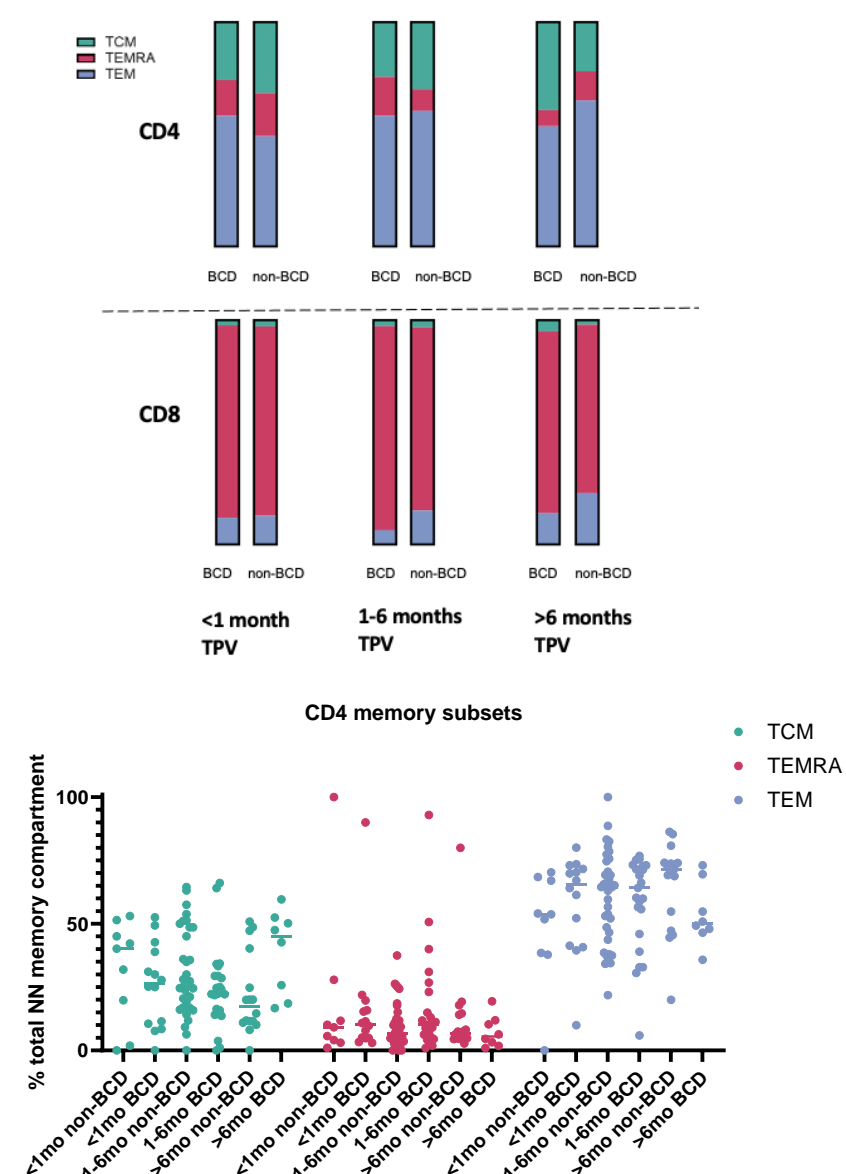 TCM
TEMRA
TEM
CD4
BCD non-BCD BCD non-BCD BCD non-BCD
CD8
BCD non-BCD BCD non-BCD BCD non-BCD
<1 month 1-6 months >6 months
TPV TPV TPV
CD4 memory subsets
TCM
TEMRA
TEM
% total NN memory compartment
100
50
0
<1mo non-BCD
<1mo BCD
1-6mo non-BCD
1-6mo BCD
>6mo non-BCD
>6mo BCD
<1mo non-BCD
<1mo BCD
1-6mo non-BCD
1-6mo BCD
>6mo non-BCD
>6mo BCD
<1mo non-BCD
<1mo BCD
1-6mo non-BCD
1-6mo BCD
>6mo non-BCD
>6mo BCD